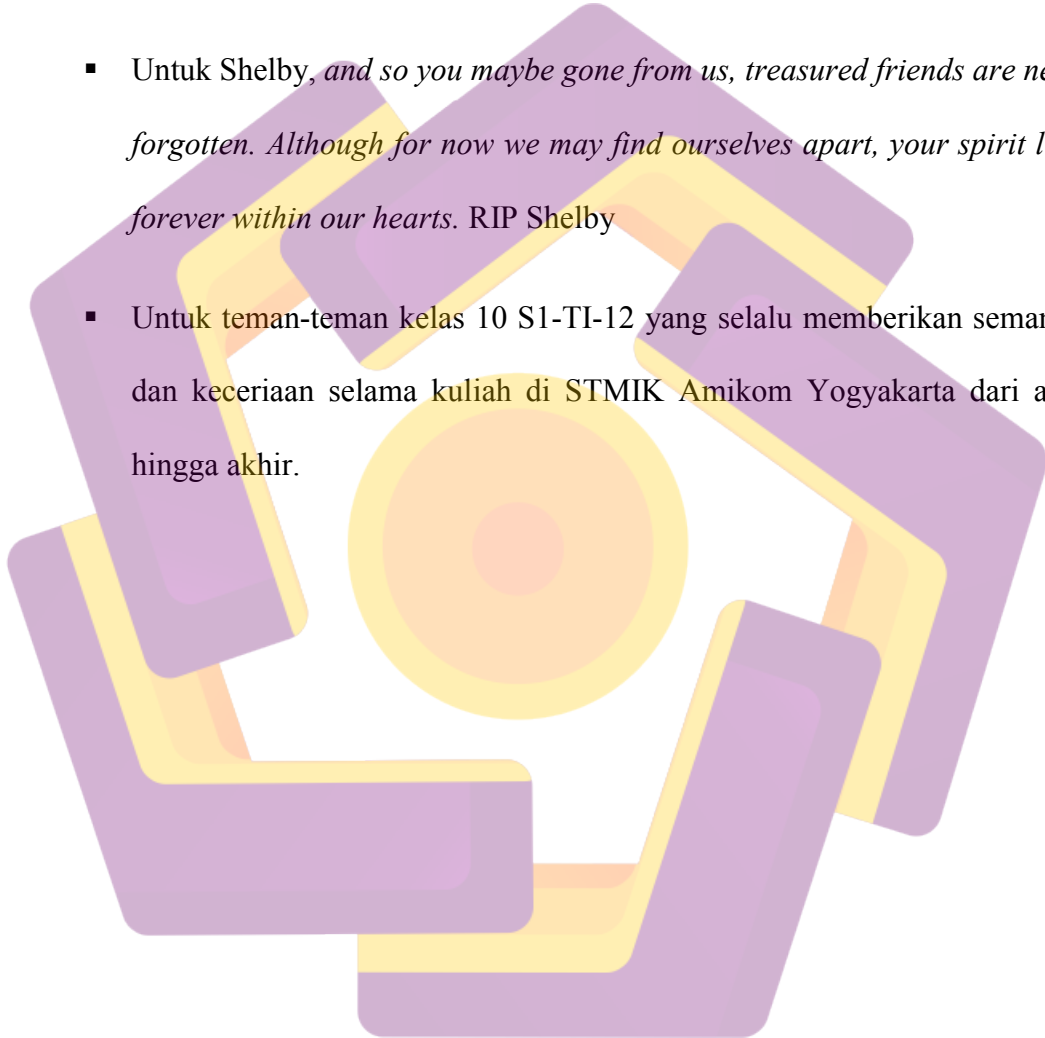 ▪ Untuk Shelby, and so you maybe gone from us, treasured friends are
forgotten. Although for now we may find ourselves apart, your spirit
forever within our hearts. RIP Shelby
▪ Untuk teman-teman kelas 10 S1-TI-12 yang selalu memberikan
dan keceriaan selama kuliah di STMIK Amikom Yogyakarta dari
hingga akhir.